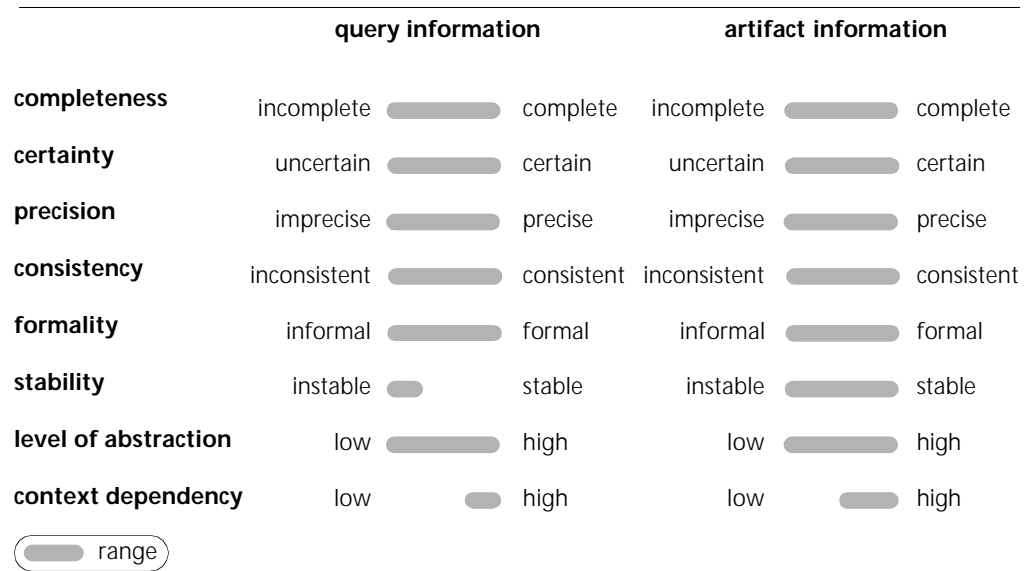 query information artifact information
completeness incomplete complete incomplete complete
certainty uncertain certain uncertain certain
precision imprecise precise imprecise precise
consistency inconsistent consistent inconsistent consistent
formality informal formal informal formal
stability instable stable instable stable
level of abstraction low high low high
context dependency low high low high
range